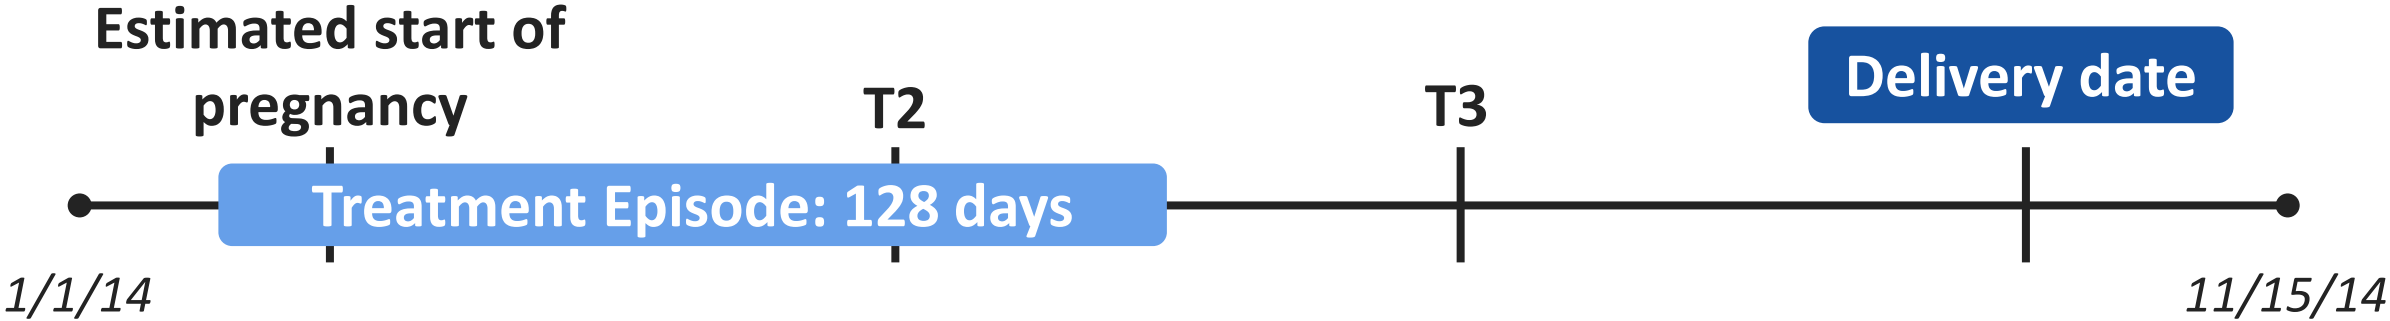 Estimated start of
pregnancy
T2
T3
Delivery date
Treatment Episode: 128 days
1/1/14
11/15/14